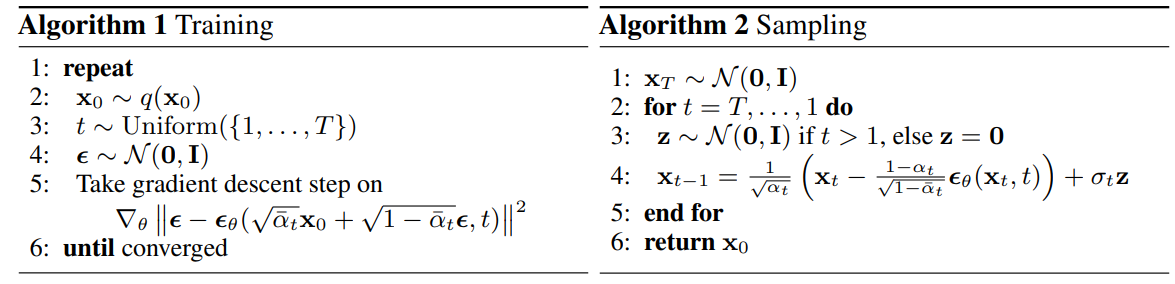 Algorithm 1 Training
1: repeat
2: x₀ ∼ q(x₀)
3: t ∼ Uniform({1, . . . , T})
4: ϵ ∼ 𝒩(0, I)
5: Take gradient descent step on
∇_θ ‖ϵ − ϵ_θ(√ᾱ_t x₀ + √(1 − ᾱ_t) ϵ, t)‖²
6: until converged
Algorithm 2 Sampling
1: x_T ∼ 𝒩(0, I)
2: for t = T, . . . , 1 do
3: z ∼ 𝒩(0, I) if t > 1, else z = 0
4: x_{t−1} = 1/√α_t (x_t − (1−α_t)/√(1−ᾱ_t) ϵ_θ(x_t, t)) + σ_t z
5: end for
6: return x₀